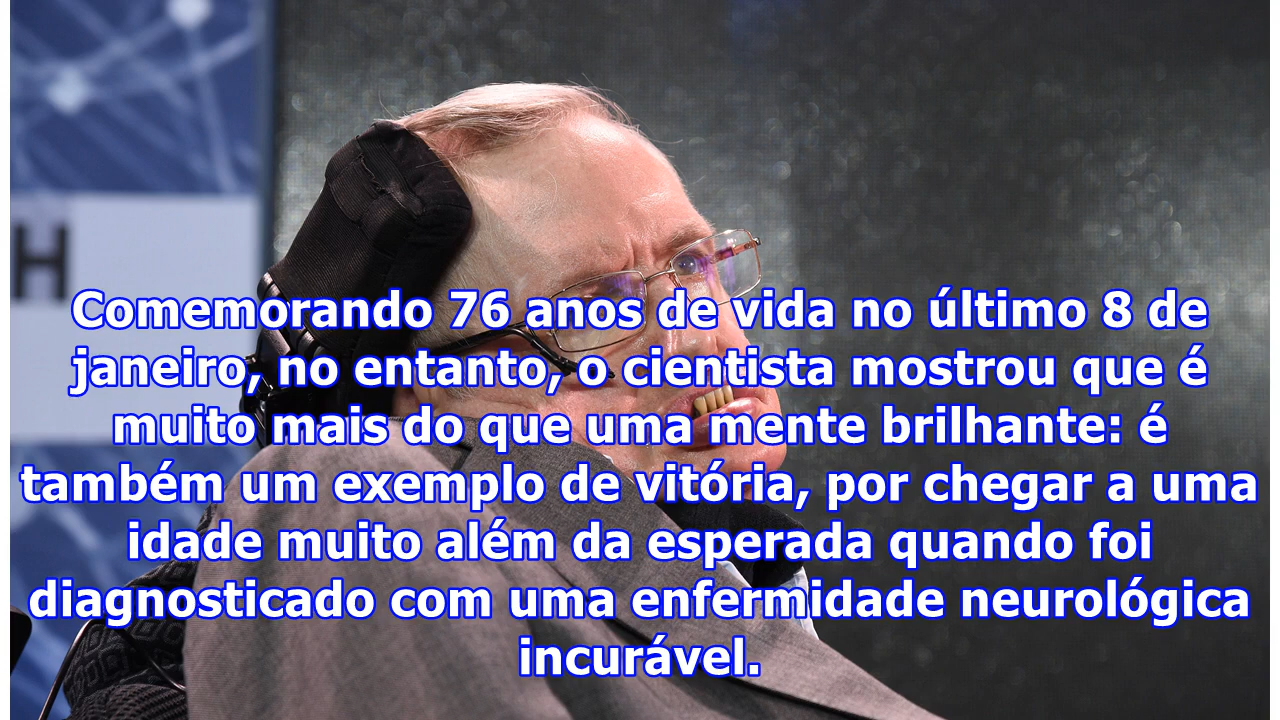 H
Comemorando 76 anos de vida no último 8 de
janeiro, no entanto, o cientista mostrou que é
muito mais do que uma mente brilhante: é
também um exemplo de vitória, por chegar a uma
idade muito além da esperada quando foi
diagnosticado com uma enfermidade neurológica
incurável.